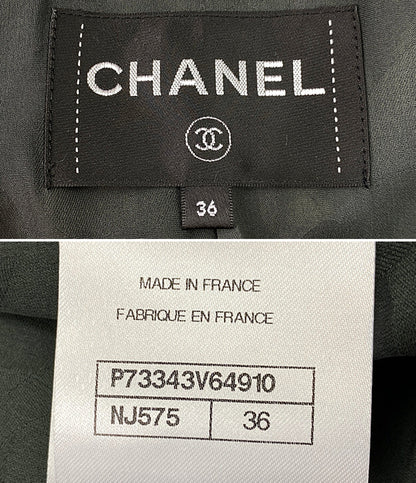 CHANEL
36
MADE IN FRANCE
FABRIQUE EN FRANCE
P73343V64910
NJ575 36